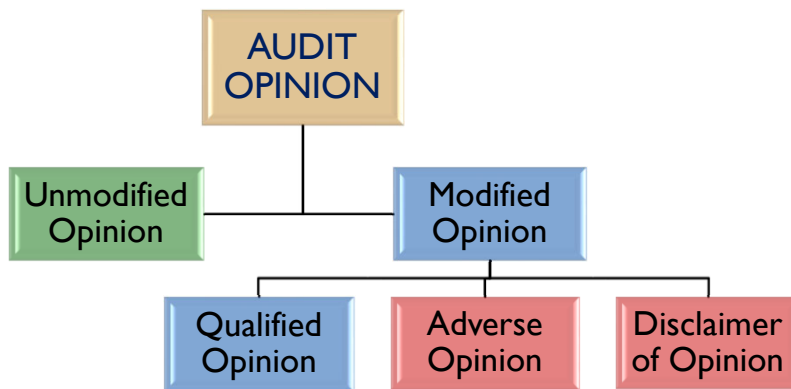 AUDIT
OPINION
Unmodified
Opinion
Modified
Opinion
Qualified
Opinion
Adverse
Opinion
Disclaimer
of Opinion